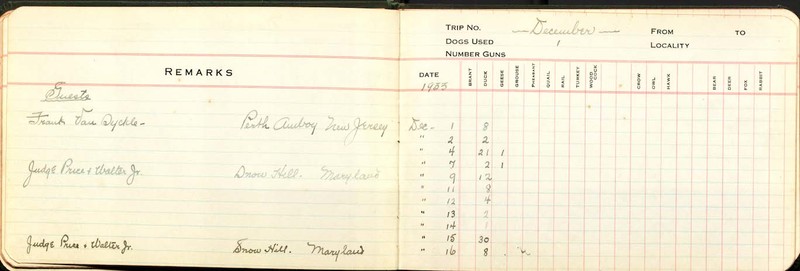 REMARKS
Guests
Frank Van Dyckle - Perth Amboy New Jersey
Judge Price & Walter Jr. Snow Hill. Maryland
Judge Price & Walter Jr. Snow Hill. Maryland
TRIP NO. December FROM TO
DOGS USED LOCALITY
NUMBER GUNS
DATE BRANT DUCK GEESE GROUSE PHEASANT QUAIL RAIL TURKEY WOOD COCK CROW OWL HAWK BEAR DEER FOX RABBIT
1935
Dec- 1 8
" 2 2
" 4 21 1
" 7 2 1
" 9 12
" 11 8
" 12 4
" 13 2
" 14
" 15 30
" 16 8